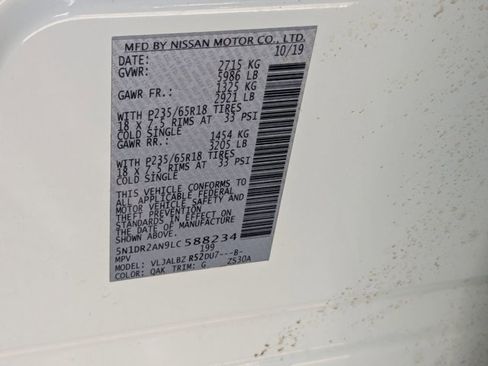 MFD BY NISSAN MOTOR CO., LTD.
DATE: 10/19
GVWR: 2715 KG
5986 LB
GAWR FR.: 1325 KG
2921 LB
WITH P235/65R18 TIRES
18 X 7.5 RIMS AT 33 PSI
COLD SINGLE
GAWR RR.: 1454 KG
3205 LB
WITH P235/65R18 TIRES
18 X 7.5 RIMS AT 33 PSI
COLD SINGLE
THIS VEHICLE CONFORMS TO
ALL APPLICABLE FEDERAL
MOTOR VEHICLE SAFETY AND
THEFT PREVENTION
STANDARDS IN EFFECT ON
THE DATE OF MANUFACTURE
SHOWN ABOVE.
5N1DR2AN9LC588234
MPV 199
MODEL: VLJALBZ R52DU7---B-
COLOR: QAK TRIM: G ZS30A